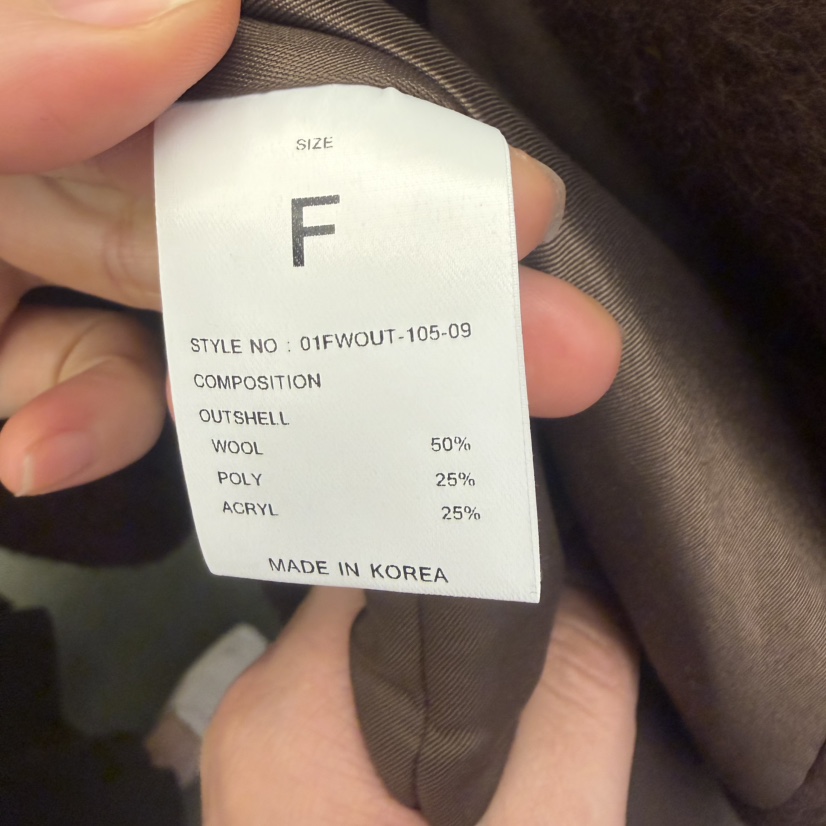 SIZE
F
STYLE NO : 01FWOUT-105-09
COMPOSITION
OUTSHELL
WOOL 50%
POLY 25%
ACRYL 25%
MADE IN KOREA